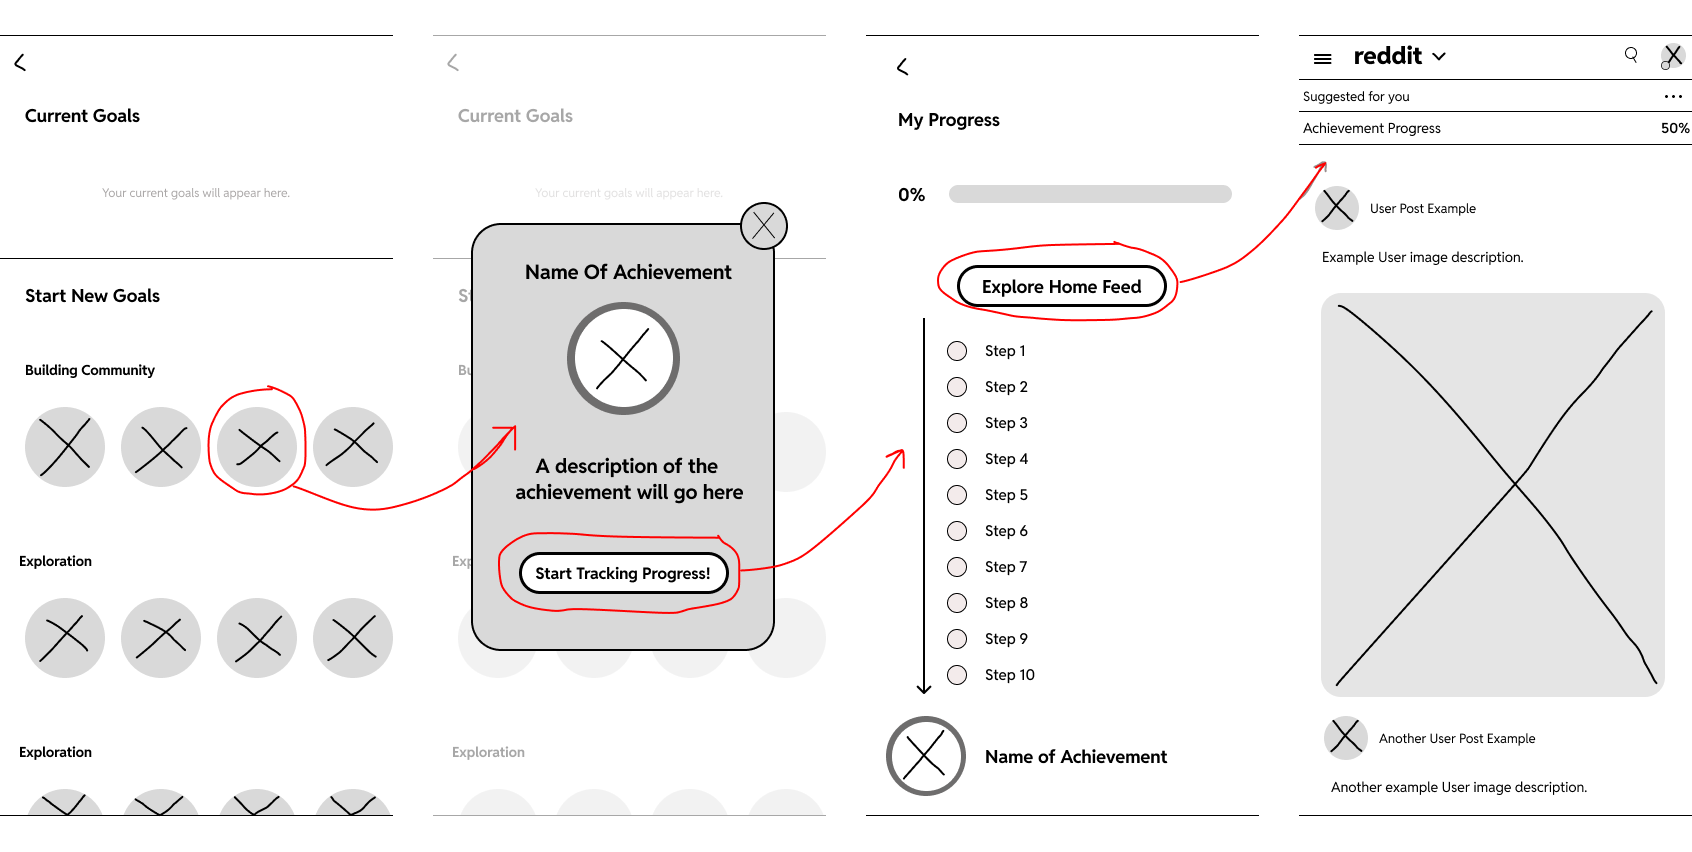 Current Goals
Your current goals will appear here.
Start New Goals
Building Community
Exploration
Exploration
Current Goals
Your current goals will appear here.
St
Bu
Exp
Exploration
Name Of Achievement
A description of the
achievement will go here
Start Tracking Progress!
My Progress
0%
Explore Home Feed
Step 1
Step 2
Step 3
Step 4
Step 5
Step 6
Step 7
Step 8
Step 9
Step 10
Name of Achievement
reddit
Suggested for you
Achievement Progress 50%
User Post Example
Example User image description.
Another User Post Example
Another example User image description.